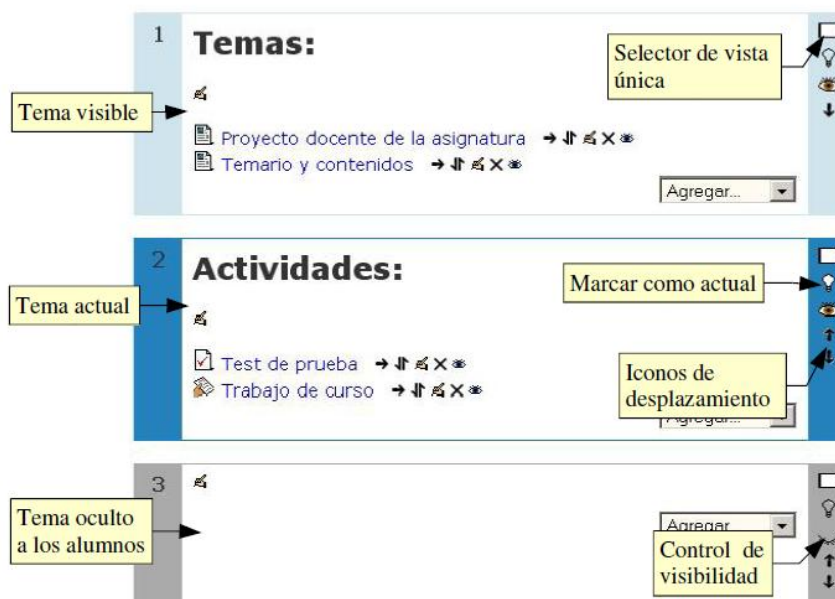 1
Temas:
Selector de vista
única
Tema visible
Proyecto docente de la asignatura
Temario y contenidos
Agregar...
2
Actividades:
Marcar como actual
Tema actual
Test de prueba
Trabajo de curso
Iconos de
desplazamiento
Agregar...
3
Tema oculto
a los alumnos
Agregar
Control de
visibilidad